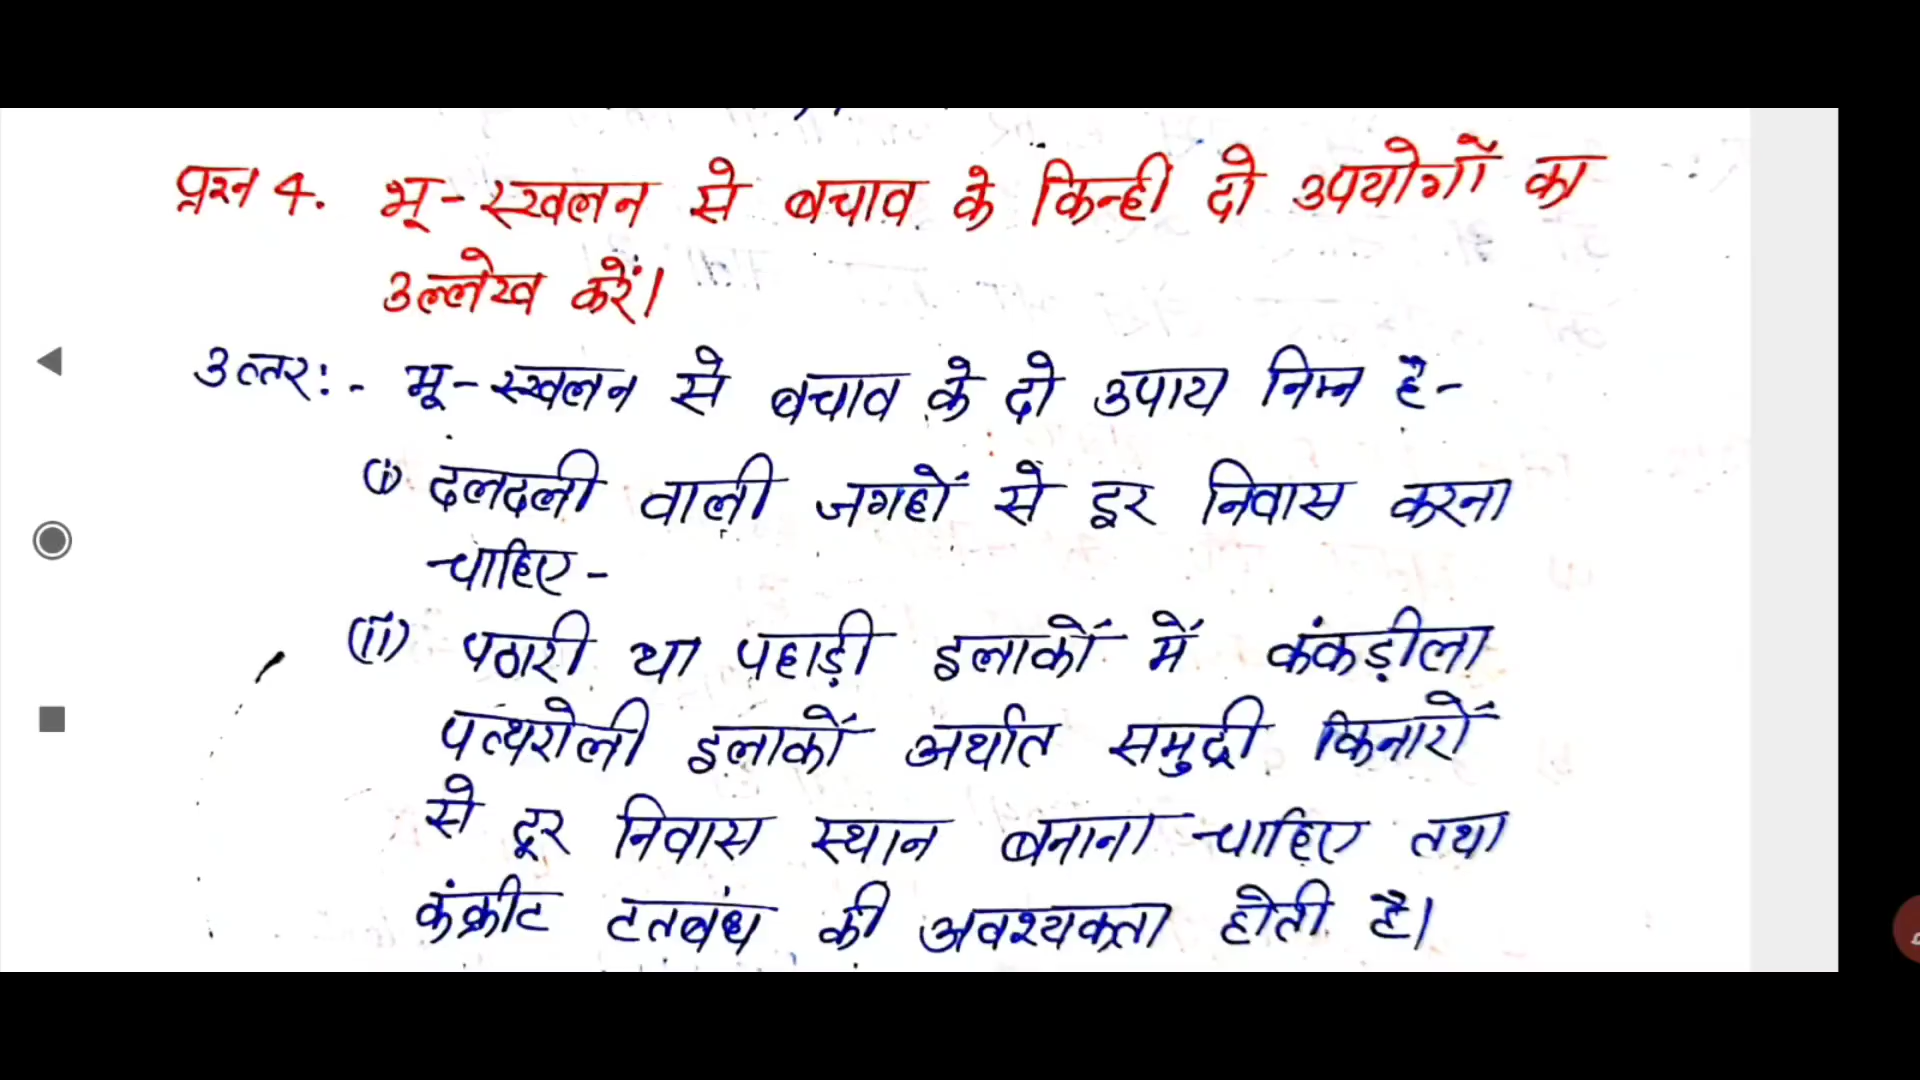 प्रश्न 4. भू-स्खलन से बचाव के किन्ही दो उपयोगों का
उल्लेख करें।
उत्तर:- भू-स्खलन से बचाव के दो उपाय निम्न है-
(i) दलदली वाली जगहों से दूर निवास करना
चाहिए-
(ii) पठारी या पहाड़ी इलाकों में कंकड़ीला
पत्थरीली इलाकों अर्थात समुद्री किनारों
से दूर निवास स्थान बनाना चाहिए तथा
कंक्रीट टतबंध की अवश्यकता होती है।